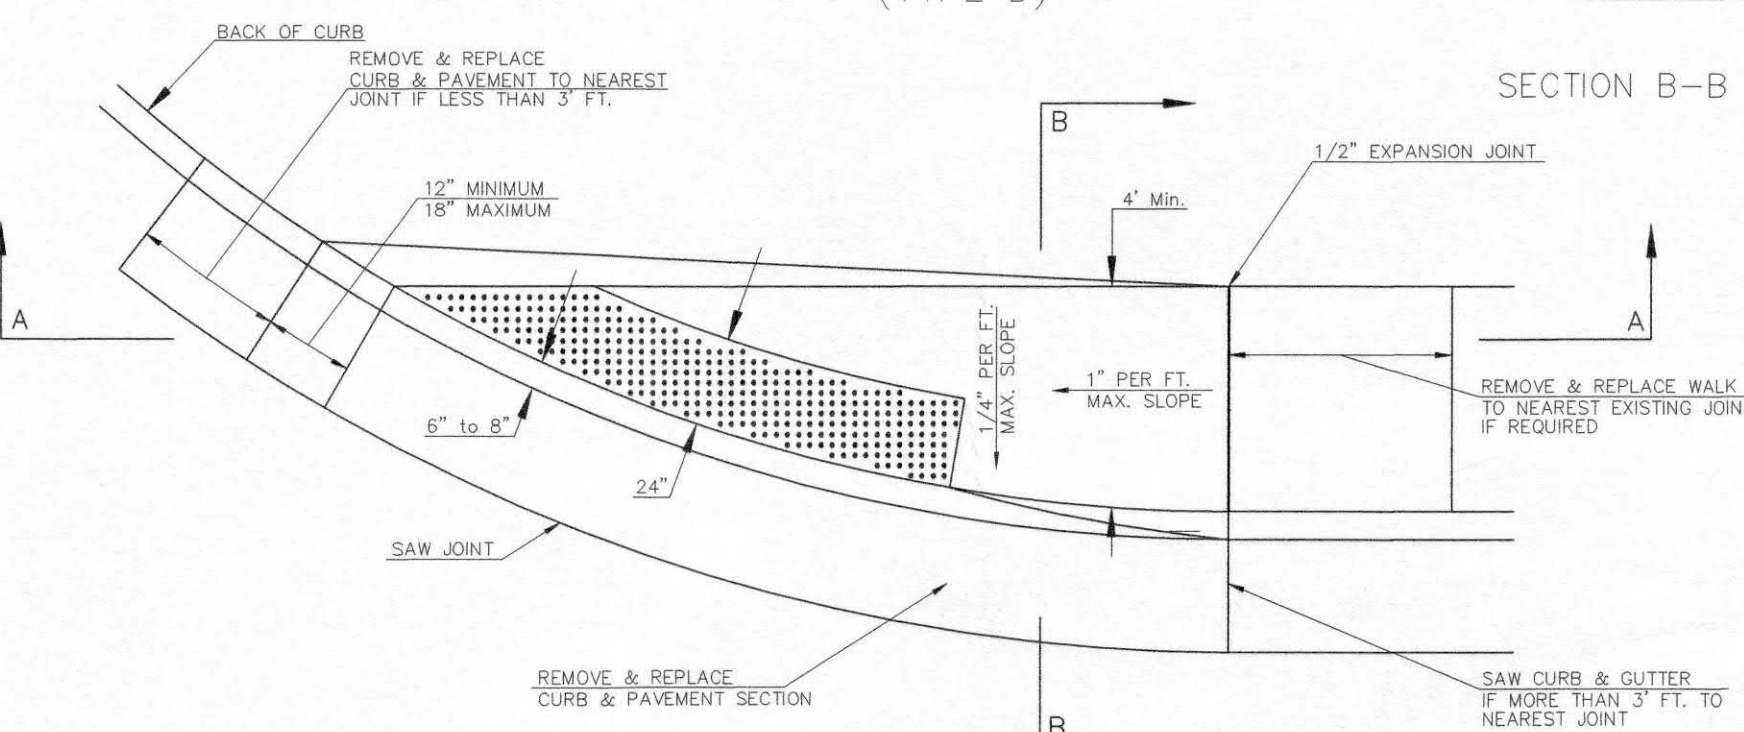 BACK OF CURB
REMOVE & REPLACE
CURB & PAVEMENT TO NEAREST
JOINT IF LESS THAN 3' FT.
SECTION B-B
B
1/2" EXPANSION JOINT
12" MINIMUM
18" MAXIMUM
4' Min.
A
A
1/4" PER FT.
MAX. SLOPE
1" PER FT.
MAX. SLOPE
REMOVE & REPLACE WALK
TO NEAREST EXISTING JOIN
IF REQUIRED
6" to 8"
24"
SAW JOINT
REMOVE & REPLACE
CURB & PAVEMENT SECTION
SAW CURB & GUTTER
IF MORE THAN 3' FT. TO
NEAREST JOINT
B